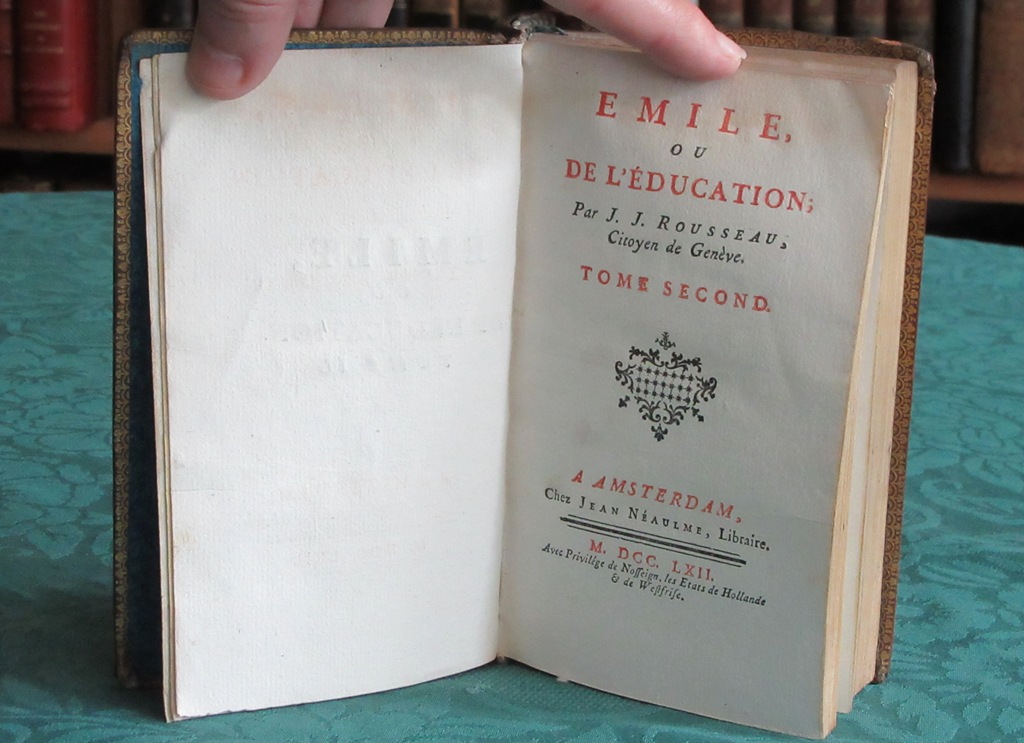 EMILE,
OU
DE L'ÉDUCATION;
Par J. J. ROUSSEAU,
Citoyen de Genève.
TOME SECOND.
A AMSTERDAM,
Chez JEAN NÉAULME, Libraire.
M. DCC. LXII.
Avec Privilége de Noſſeign. les Etats de Hollande
& de Weſtfriſe.